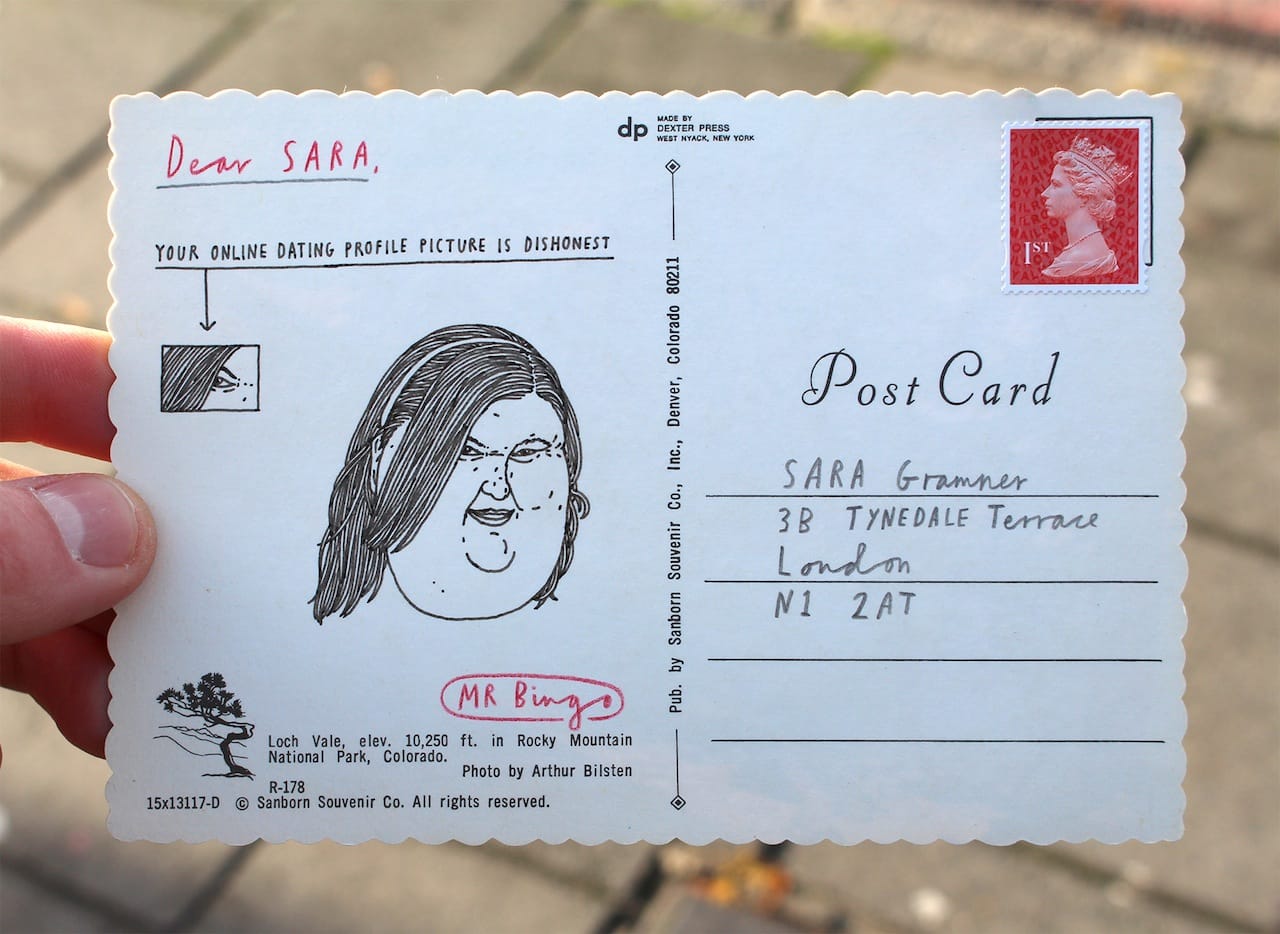 Dear SARA,
YOUR ONLINE DATING PROFILE PICTURE IS DISHONEST
MR Bingo
Loch Vale, elev. 10,250 ft. in Rocky Mountain
National Park, Colorado.
Photo by Arthur Bilsten
R-178
15x13117-D © Sanborn Souvenir Co. All rights reserved.
dp
MADE BY
DEXTER PRESS
WEST NYACK, NEW YORK
Pub. by Sanborn Souvenir Co., Inc., Denver, Colorado 80211
1ST
Post Card
SARA Gramner
3B TYNEDALE Terrace
London
N1 2AT